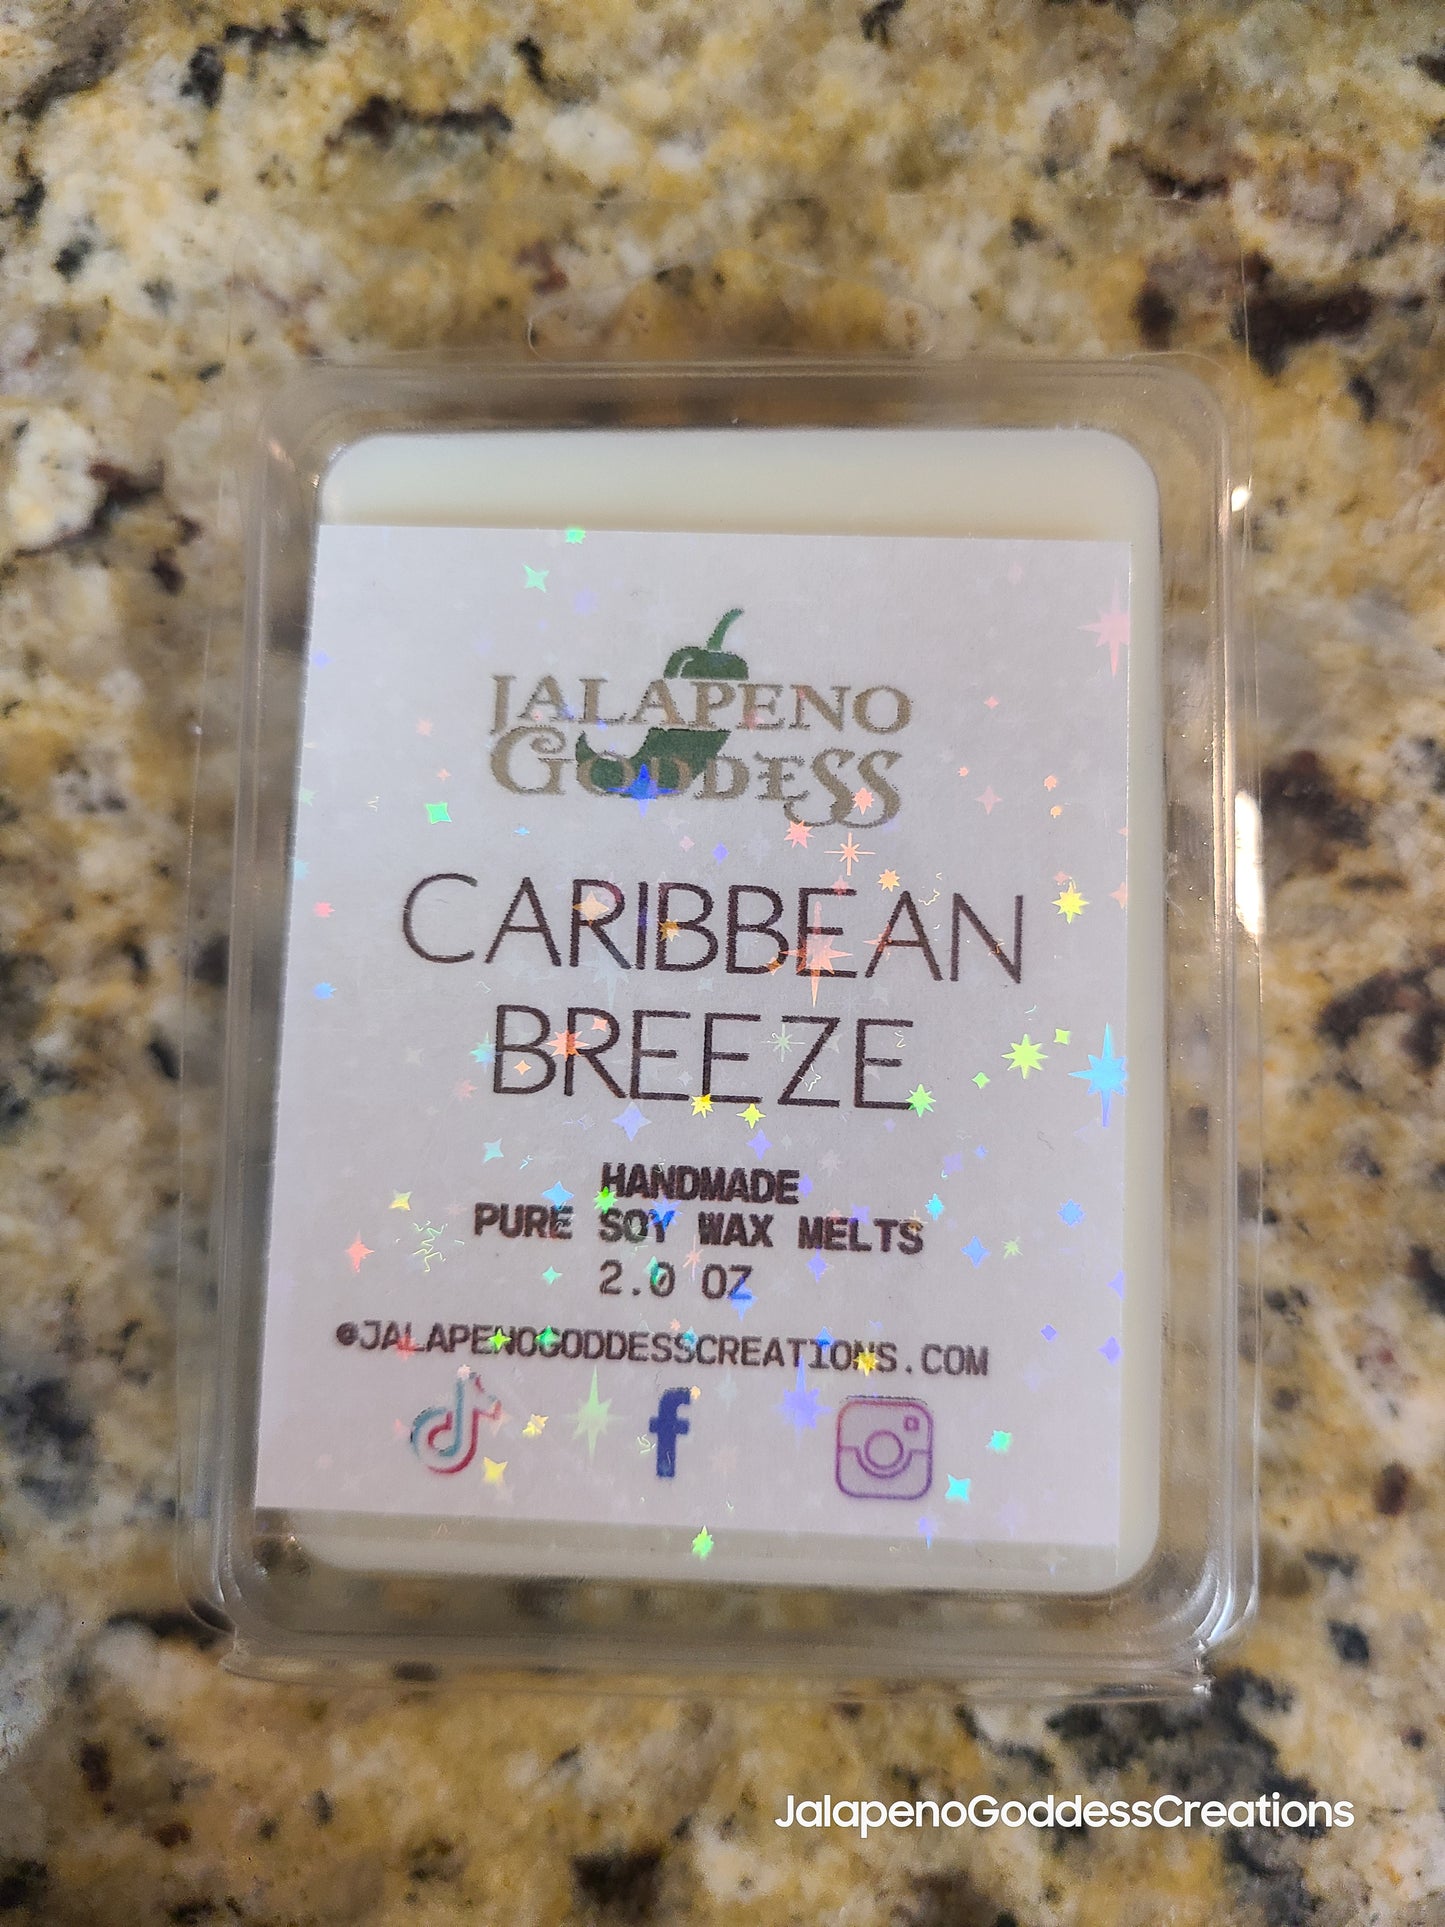 JALAPENO
GODDESS
CARIBBEAN
BREEZE
HANDMADE
PURE SOY WAX MELTS
2.0 OZ
@JALAPENOGODDESSCREATIONS.COM
JalapenoGoddessCreations